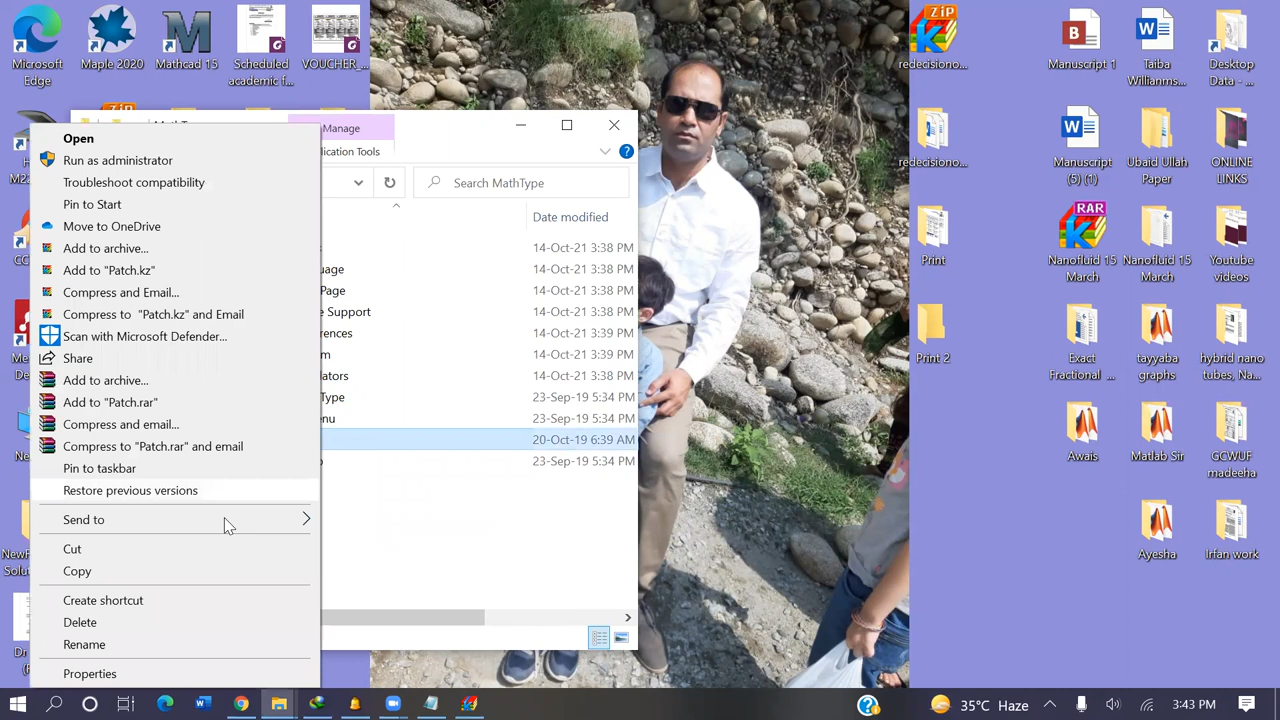 Microsoft
Edge
Maple 2020
Mathcad 15
Scheduled
academic f...
VOUCHER_...
ZIP
redecisiono...
Manuscript 1
Taiba
Willianms...
Desktop
Data - ...
redecisiono...
Manuscript
(5) (1)
Ubaid Ullah
Paper
ONLINE
LINKS
Print
RAR
Nanofluid 15
March
Nanofluid 15
March
Youtube
videos
Print 2
Exact
Fractional ...
tayyaba
graphs
hybrid nano
tubes, Na...
Awais
Matlab Sir
GCWUF
madeeha
Ayesha
Irfan work
Manage
lication Tools
Search MathType
Date modified
14-Oct-21 3:38 PM
uage 14-Oct-21 3:38 PM
Page 14-Oct-21 3:38 PM
e Support 14-Oct-21 3:38 PM
erences 14-Oct-21 3:39 PM
m 14-Oct-21 3:39 PM
lators 14-Oct-21 3:38 PM
Type 23-Sep-19 5:34 PM
enu 23-Sep-19 5:34 PM
20-Oct-19 6:39 AM
23-Sep-19 5:34 PM
Open
Run as administrator
Troubleshoot compatibility
Pin to Start
Move to OneDrive
Add to archive...
Add to "Patch.kz"
Compress and Email...
Compress to "Patch.kz" and Email
Scan with Microsoft Defender...
Share
Add to archive...
Add to "Patch.rar"
Compress and email...
Compress to "Patch.rar" and email
Pin to taskbar
Restore previous versions
Send to
Cut
Copy
Create shortcut
Delete
Rename
Properties
35°C Haze
3:43 PM